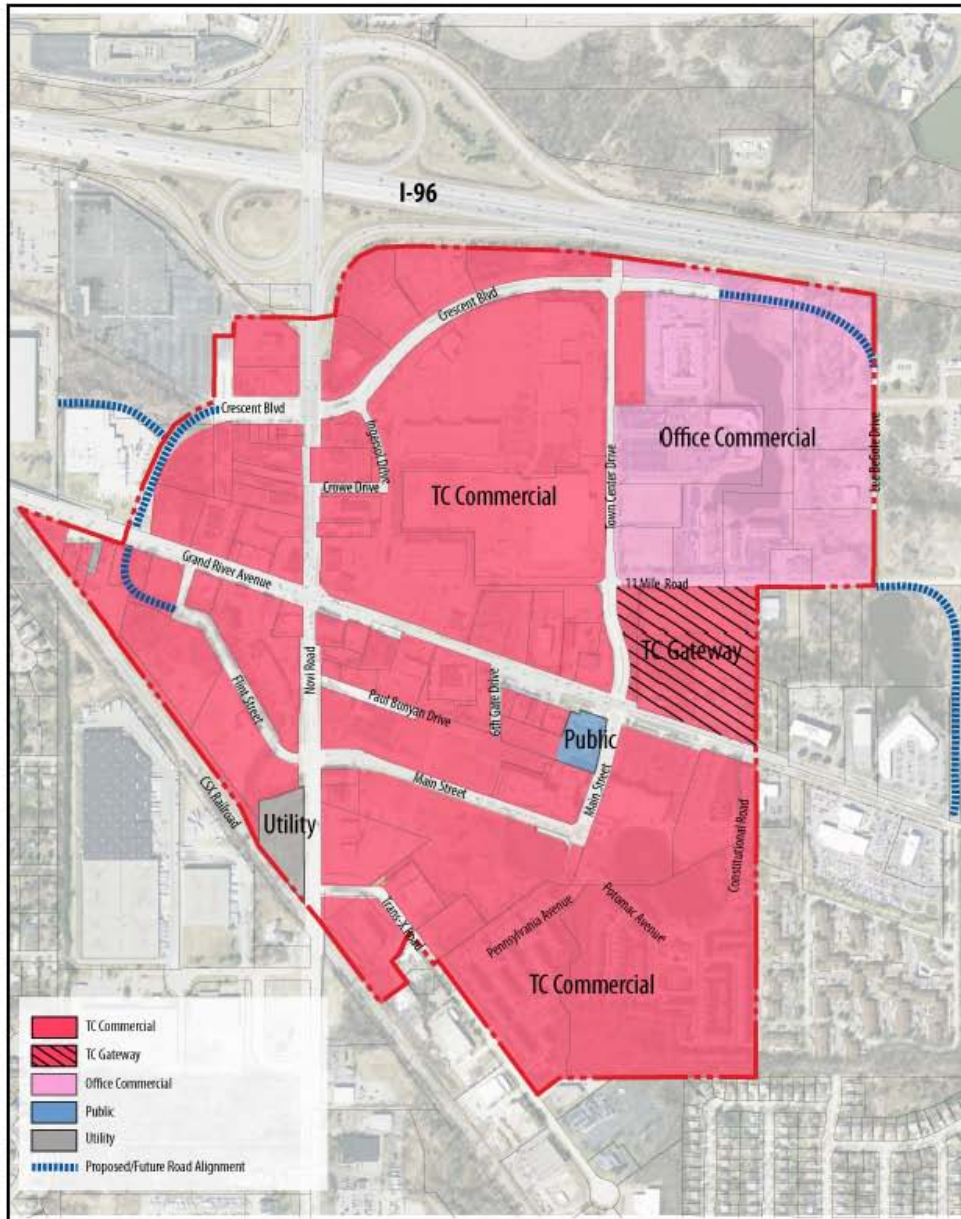 I-96
Crescent Blvd
Crescent Blvd
Ingersol Drive
Crowe Drive
TC Commercial
Town Center Drive
Office Commercial
Lee BeGole Drive
Grand River Avenue
11 Mile Road
TC Gateway
Novi Road
Flint Street
Paul Bunyan Drive
6th Gate Drive
Public
Main Street
Main Street
CSX Railroad
Utility
Constitutional Road
Trans-X Road
Pennsylvania Avenue
Potomac Avenue
TC Commercial
TC Commercial
TC Gateway
Office Commercial
Public
Utility
Proposed/Future Road Alignment